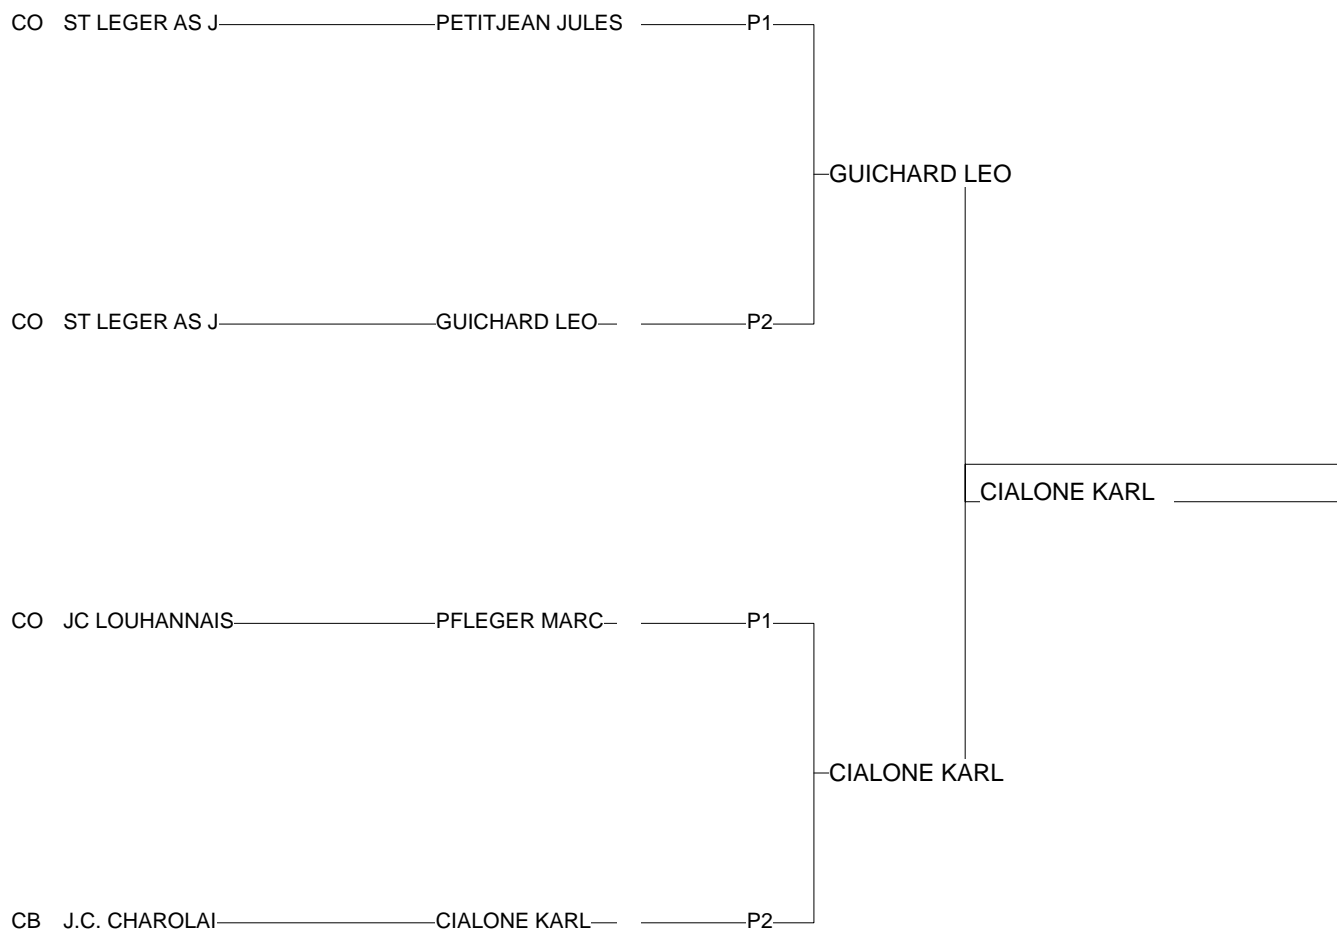 CO ST LEGER AS J PETITJEAN JULES P1
GUICHARD LEO
CO ST LEGER AS J GUICHARD LEO P2
CIALONE KARL
CO JC LOUHANNAIS PFLEGER MARC P1
CIALONE KARL
CB J.C. CHAROLAI CIALONE KARL P2